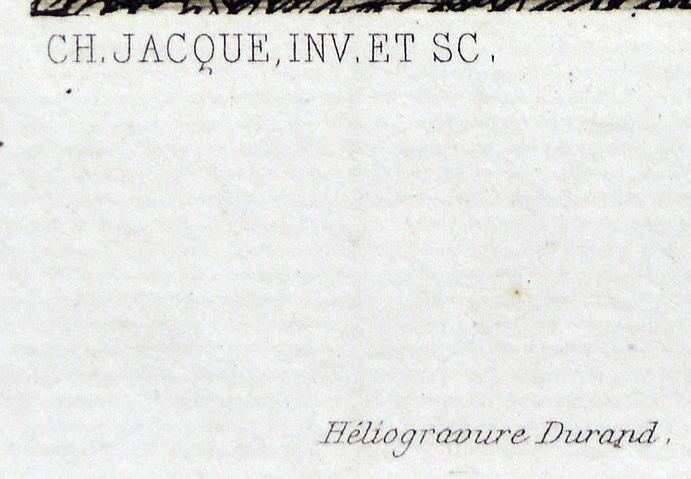 CH. JACQUE, INV. ET SC.
Héliogravure Durand.